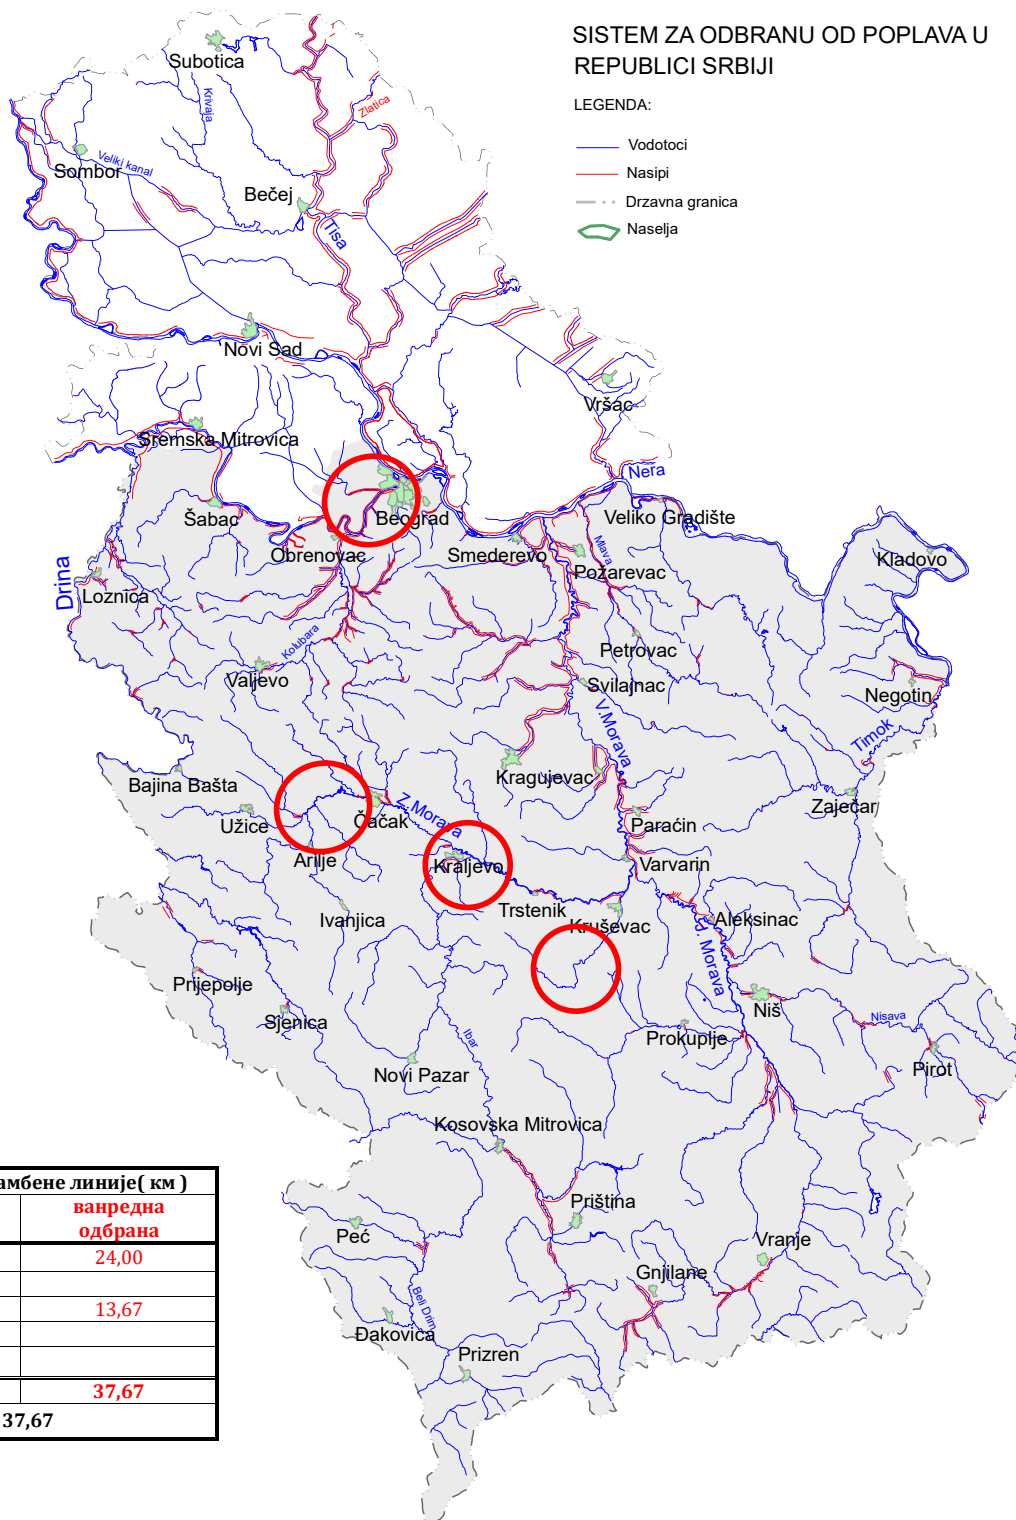 SISTEM ZA ODBRANU OD POPLAVA U
REPUBLICI SRBIJI
LEGENDA:
Vodotoci
Nasipi
Drzavna granica
Naselja
Subotica
Krivaja
Zlatica
Sombor
Veliki kanal
Bečej
Tisa
Novi Sad
Vršac
Sremska Mitrovica
Nera
Šabac
Beograd
Veliko Gradište
Obrenovac
Smederevo
Mlava
Požarevac
Kladovo
Drina
Loznica
Kolubara
Petrovac
Valjevo
Svilajnac
Negotin
V.Morava
Timok
Bajina Bašta
Kragujevac
Zaječar
Užice
Čačak
Z.Morava
Paraćin
Arilje
Kraljevo
Varvarin
Ivanjica
Trstenik
Kruševac
Aleksinac
J. Morava
Prijepolje
Sjenica
Niš
Nisava
Ibar
Prokuplje
Pirot
Novi Pazar
Kosovska Mitrovica
Priština
Peć
Vranje
Gnjilane
Beli Drim
Đakovica
Prizren
амбене линије( км )
ванредна
одбрана
24,00
13,67
37,67
37,67